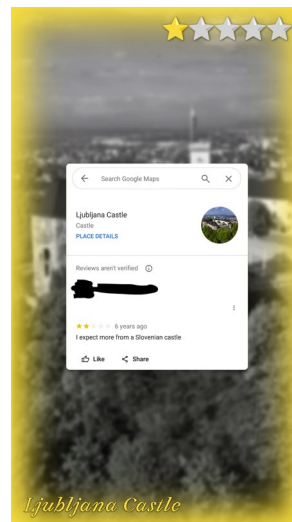 Search Google Maps
Ljubljana Castle
Castle
PLACE DETAILS
Reviews aren't verified
6 years ago
I expect more from a Slovenian castle
Like Share
Ljubljana Castle